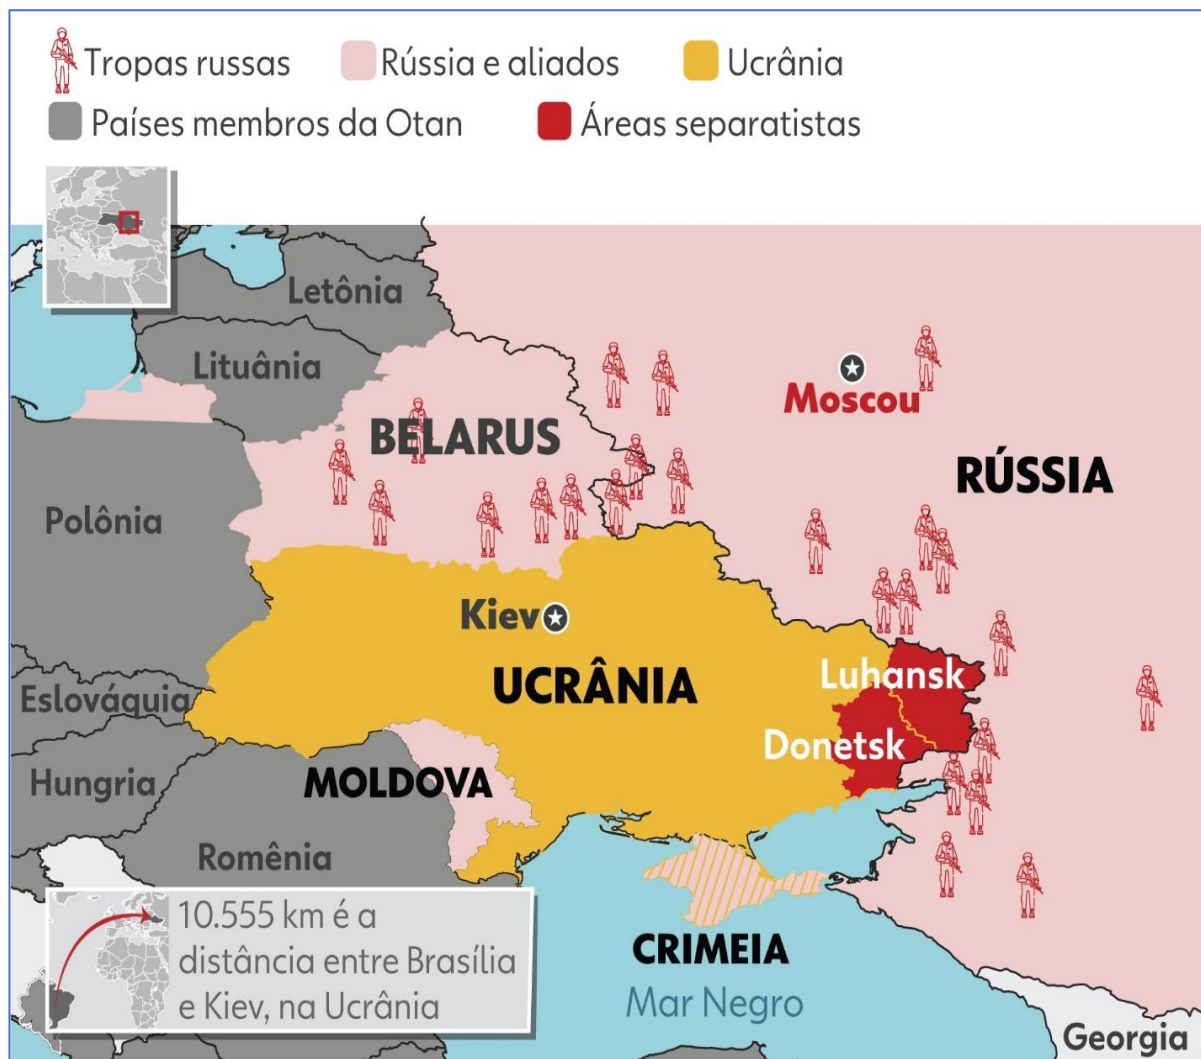 Tropas russas
Rússia e aliados
Ucrânia
Países membros da Otan
Áreas separatistas
Letônia
Lituânia
Moscou
BELARUS
RÚSSIA
Polônia
Kiev
Luhansk
UCRÂNIA
Eslováquia
Donetsk
Hungria
MOLDOVA
Romênia
10.555 km é a
distância entre Brasília
e Kiev, na Ucrânia
CRIMEIA
Mar Negro
Georgia